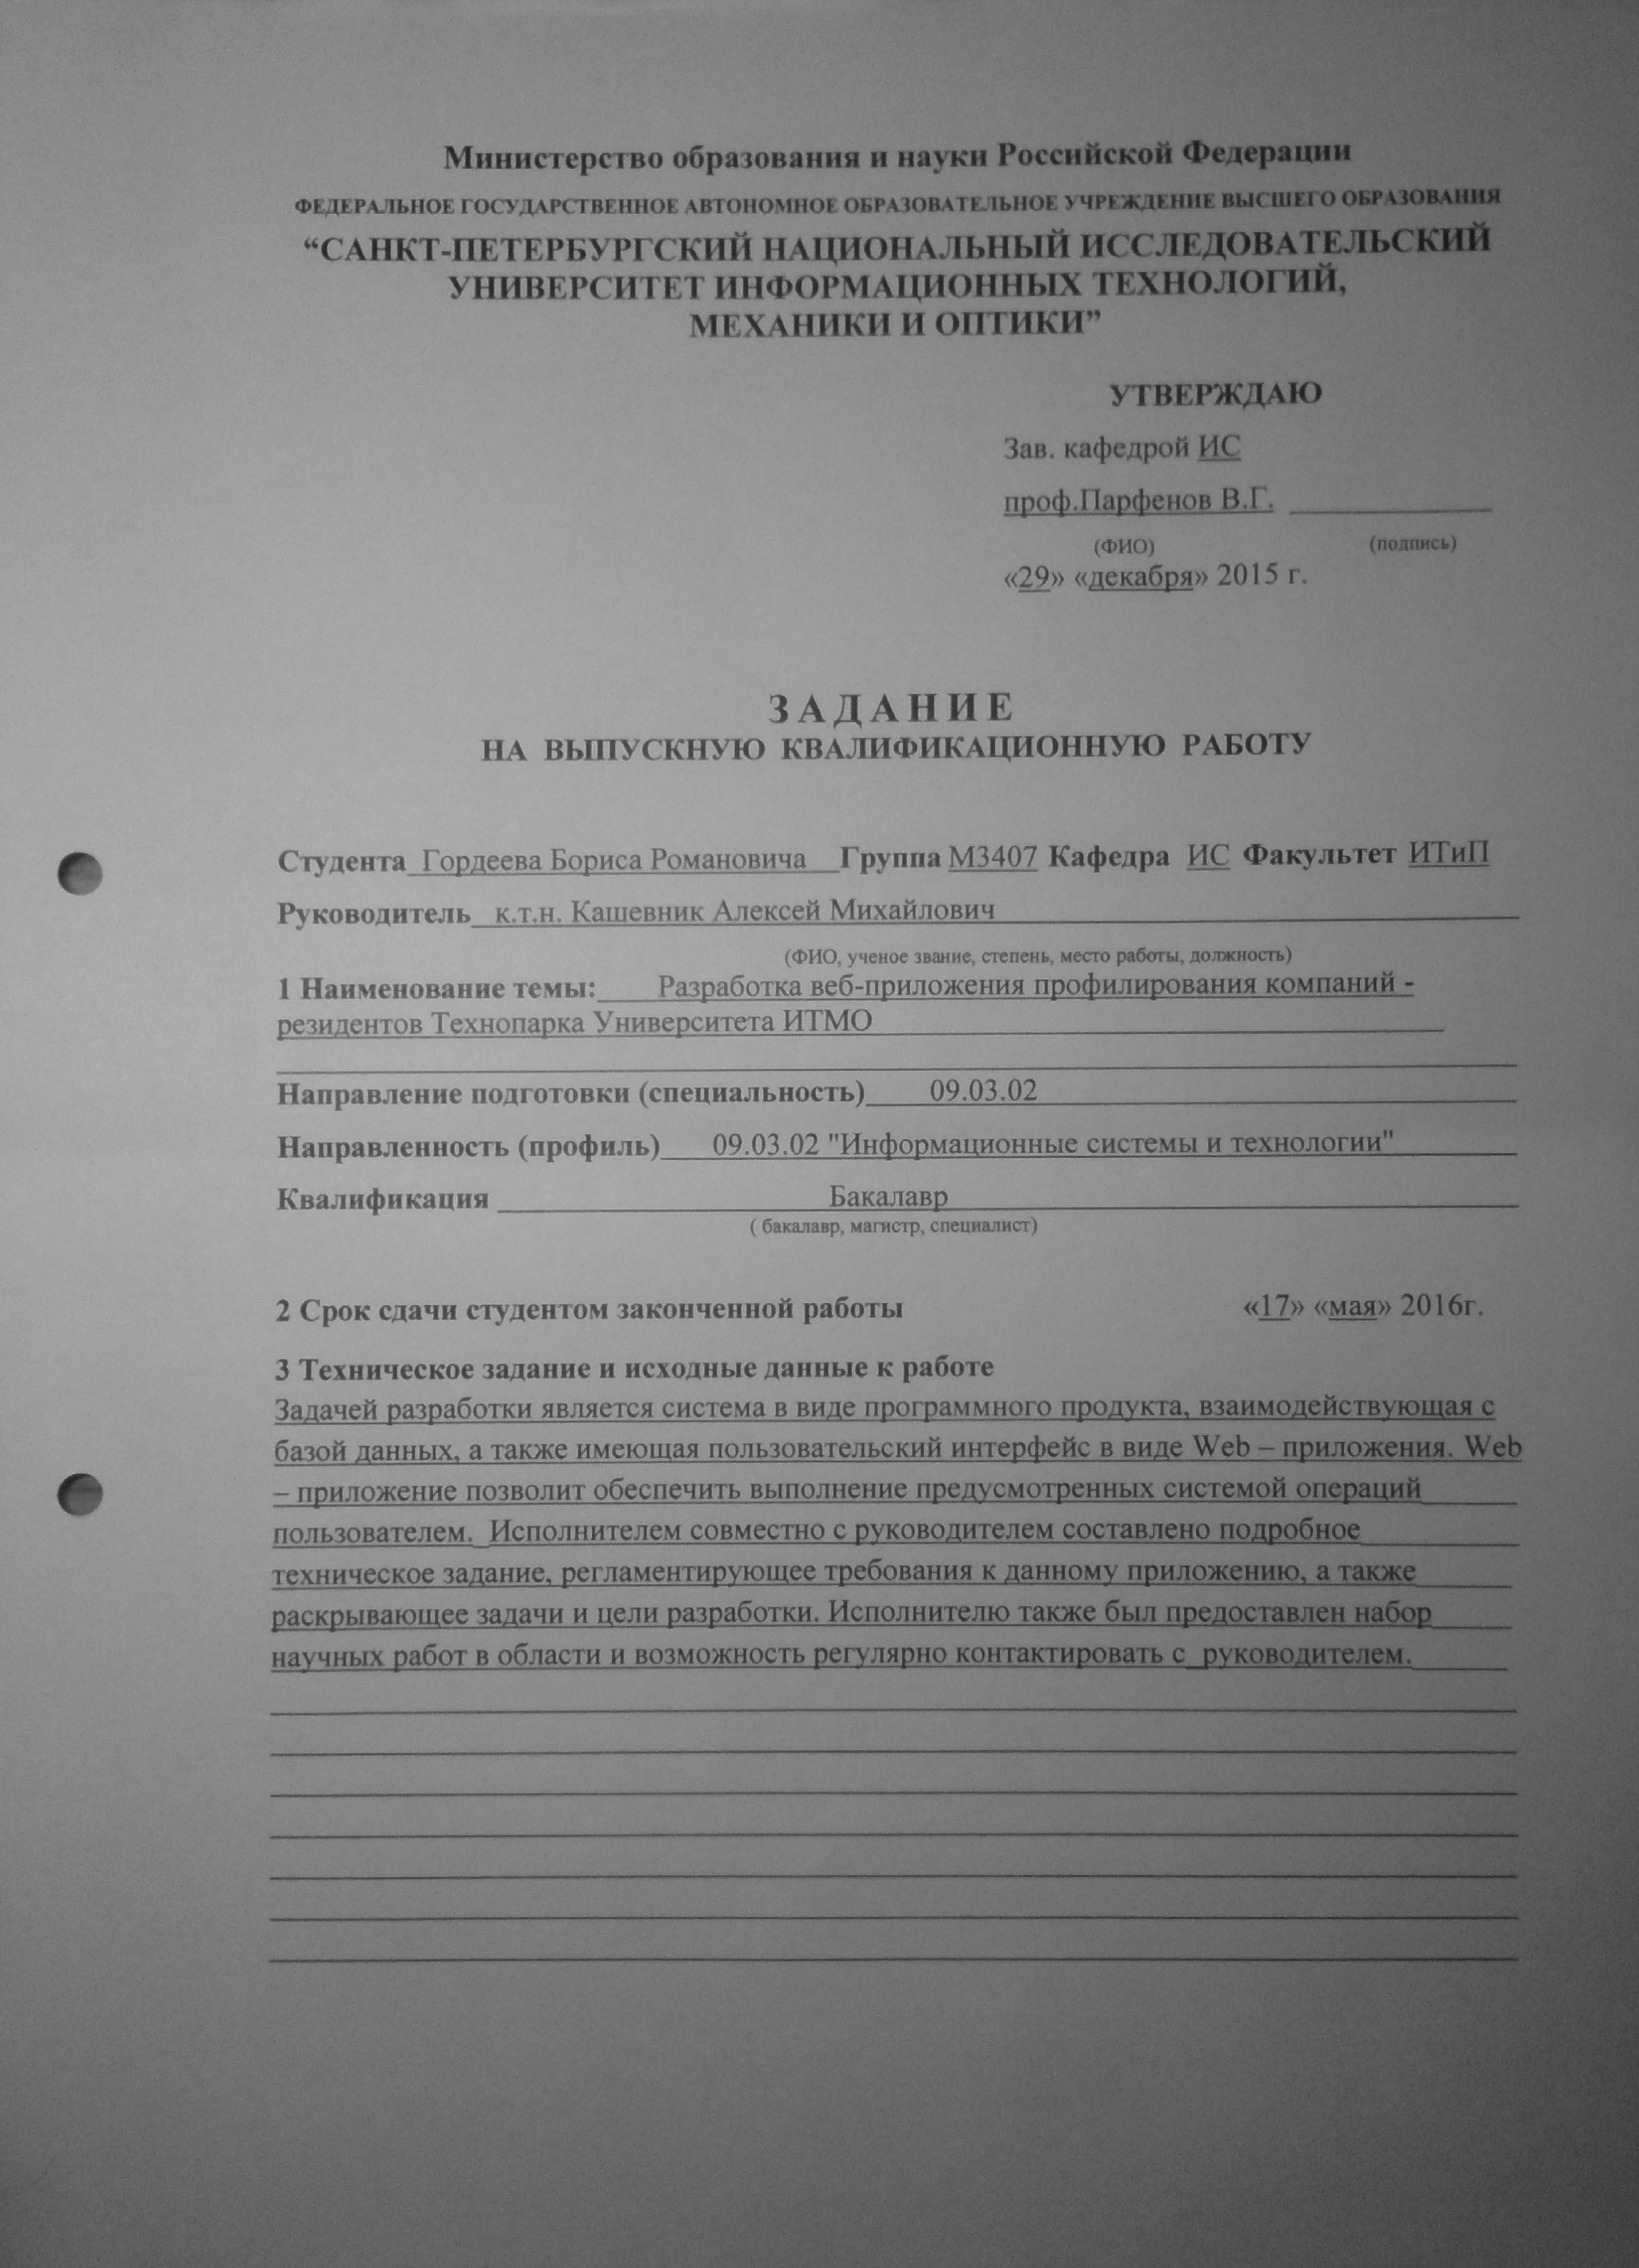 Министерство образования и науки Российской Федерации
ФЕДЕРАЛЬНОЕ ГОСУДАРСТВЕННОЕ АВТОНОМНОЕ ОБРАЗОВАТЕЛЬНОЕ УЧРЕЖДЕНИЕ ВЫСШЕГО ОБРАЗОВАНИЯ
“САНКТ-ПЕТЕРБУРГСКИЙ НАЦИОНАЛЬНЫЙ ИССЛЕДОВАТЕЛЬСКИЙ
УНИВЕРСИТЕТ ИНФОРМАЦИОННЫХ ТЕХНОЛОГИЙ,
МЕХАНИКИ И ОПТИКИ”
УТВЕРЖДАЮ
Зав. кафедрой ИС
проф.Парфенов В.Г.
(ФИО) (подпись)
«29» «декабря» 2015 г.
ЗАДАНИЕ
НА ВЫПУСКНУЮ КВАЛИФИКАЦИОННУЮ РАБОТУ
Студента Гордеева Бориса Романовича Группа М3407 Кафедра ИС Факультет ИТиП
Руководитель к.т.н. Кашевник Алексей Михайлович
(ФИО, ученое звание, степень, место работы, должность)
1 Наименование темы: Разработка веб-приложения профилирования компаний -
резидентов Технопарка Университета ИТМО
Направление подготовки (специальность) 09.03.02
Направленность (профиль) 09.03.02 "Информационные системы и технологии"
Квалификация Бакалавр
( бакалавр, магистр, специалист)
2 Срок сдачи студентом законченной работы «17» «мая» 2016г.
3 Техническое задание и исходные данные к работе
Задачей разработки является система в виде программного продукта, взаимодействующая с
базой данных, а также имеющая пользовательский интерфейс в виде Web – приложения. Web
– приложение позволит обеспечить выполнение предусмотренных системой операций
пользователем. Исполнителем совместно с руководителем составлено подробное
техническое задание, регламентирующее требования к данному приложению, а также
раскрывающее задачи и цели разработки. Исполнителю также был предоставлен набор
научных работ в области и возможность регулярно контактировать с руководителем.